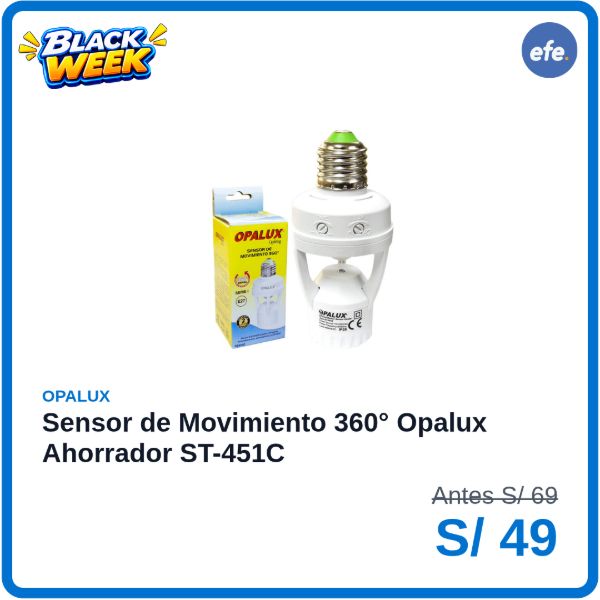 BLACK
WEEK
efe.
OPALUX
SENSOR DE
MOVIMIENTO 360°
E27
OPALUX
OPALUX
Sensor de Movimiento 360° Opalux
Ahorrador ST-451C
Antes S/ 69
S/ 49